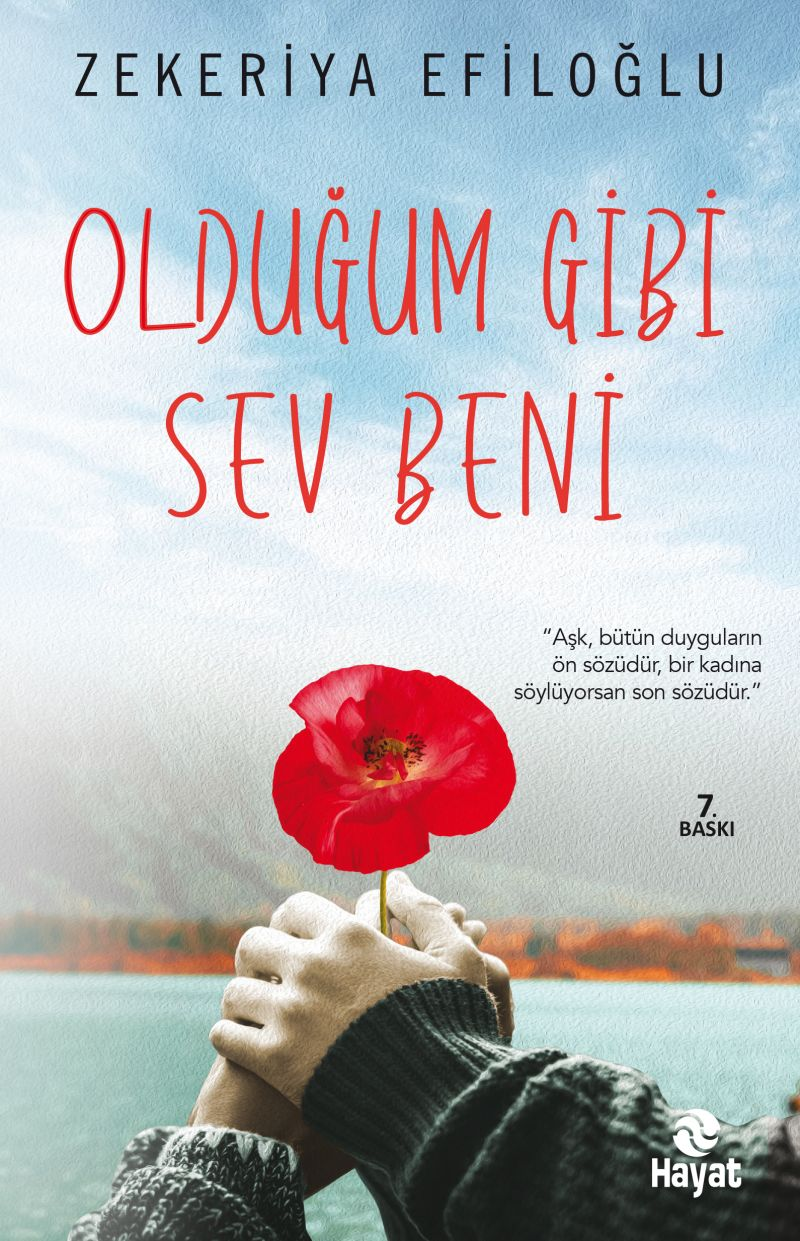 ZEKERİYA EFİLOĞLU
OLDUĞUM GİBİ
SEV BENİ
“Aşk, bütün duyguların
ön sözüdür, bir kadına
söylüyorsan son sözüdür.”
7.
BASKI
Hayat